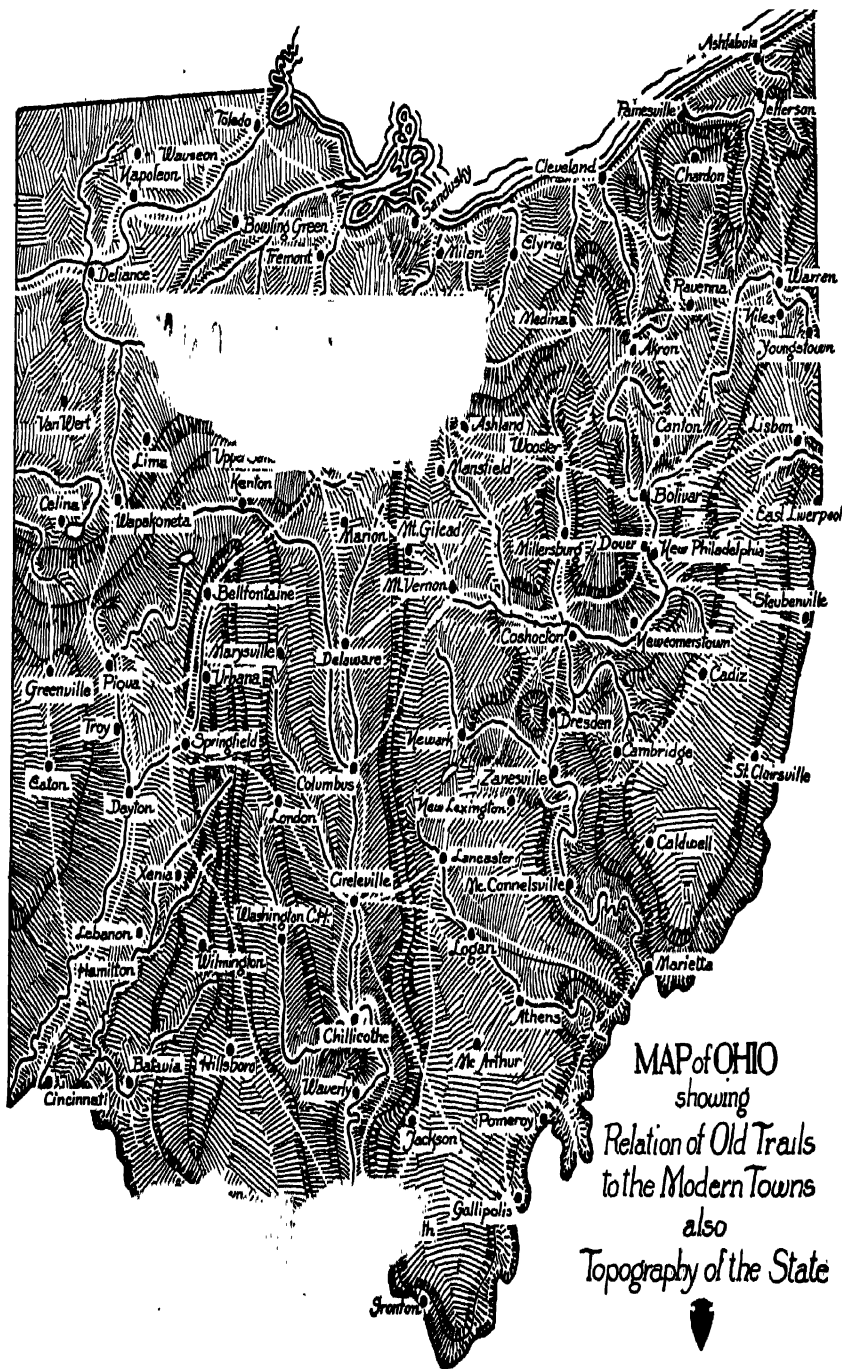 Ashtabula
Painesville
Jefferson
Toledo
Wauseon
Napoleon
Cleveland
Chardon
Sandusky
Bowling Green
Milan
Elyria
Tremont
Defiance
Warren
Ravenna
Niles
Medina
Akron
Youngstown
Van Wert
Ashland
Canton
Lisbon
Lima
Wooster
Upper
Mansfield
Kenton
Bolivar
Celina
Wapakoneta
East Liverpool
Marion
Mt. Gilead
Millersburg
Dover
New Philadelphia
Bellfontaine
Mt. Vernon
Steubenville
Coshocton
Newcomerstown
Marysville
Delaware
Piqua
Greenville
Urbana
Cadiz
Troy
Dresden
Springfield
Newark
Cambridge
Eaton
Columbus
Zanesville
St. Clairsville
Dayton
London
New Lexington
Caldwell
Lancaster
Xenia
Circleville
Mc. Connelsville
Washington C.H.
Lebanon
Logan
Hamilton
Wilmington
Marietta
Athens
Chillicothe
Batavia
Hillsboro
Mc Arthur
Cincinnati
Waverly
Jackson
Pomeroy
Gallipolis
th
Ironton
MAP of OHIO
showing
Relation of Old Trails
to the Modern Towns
also
Topography of the State